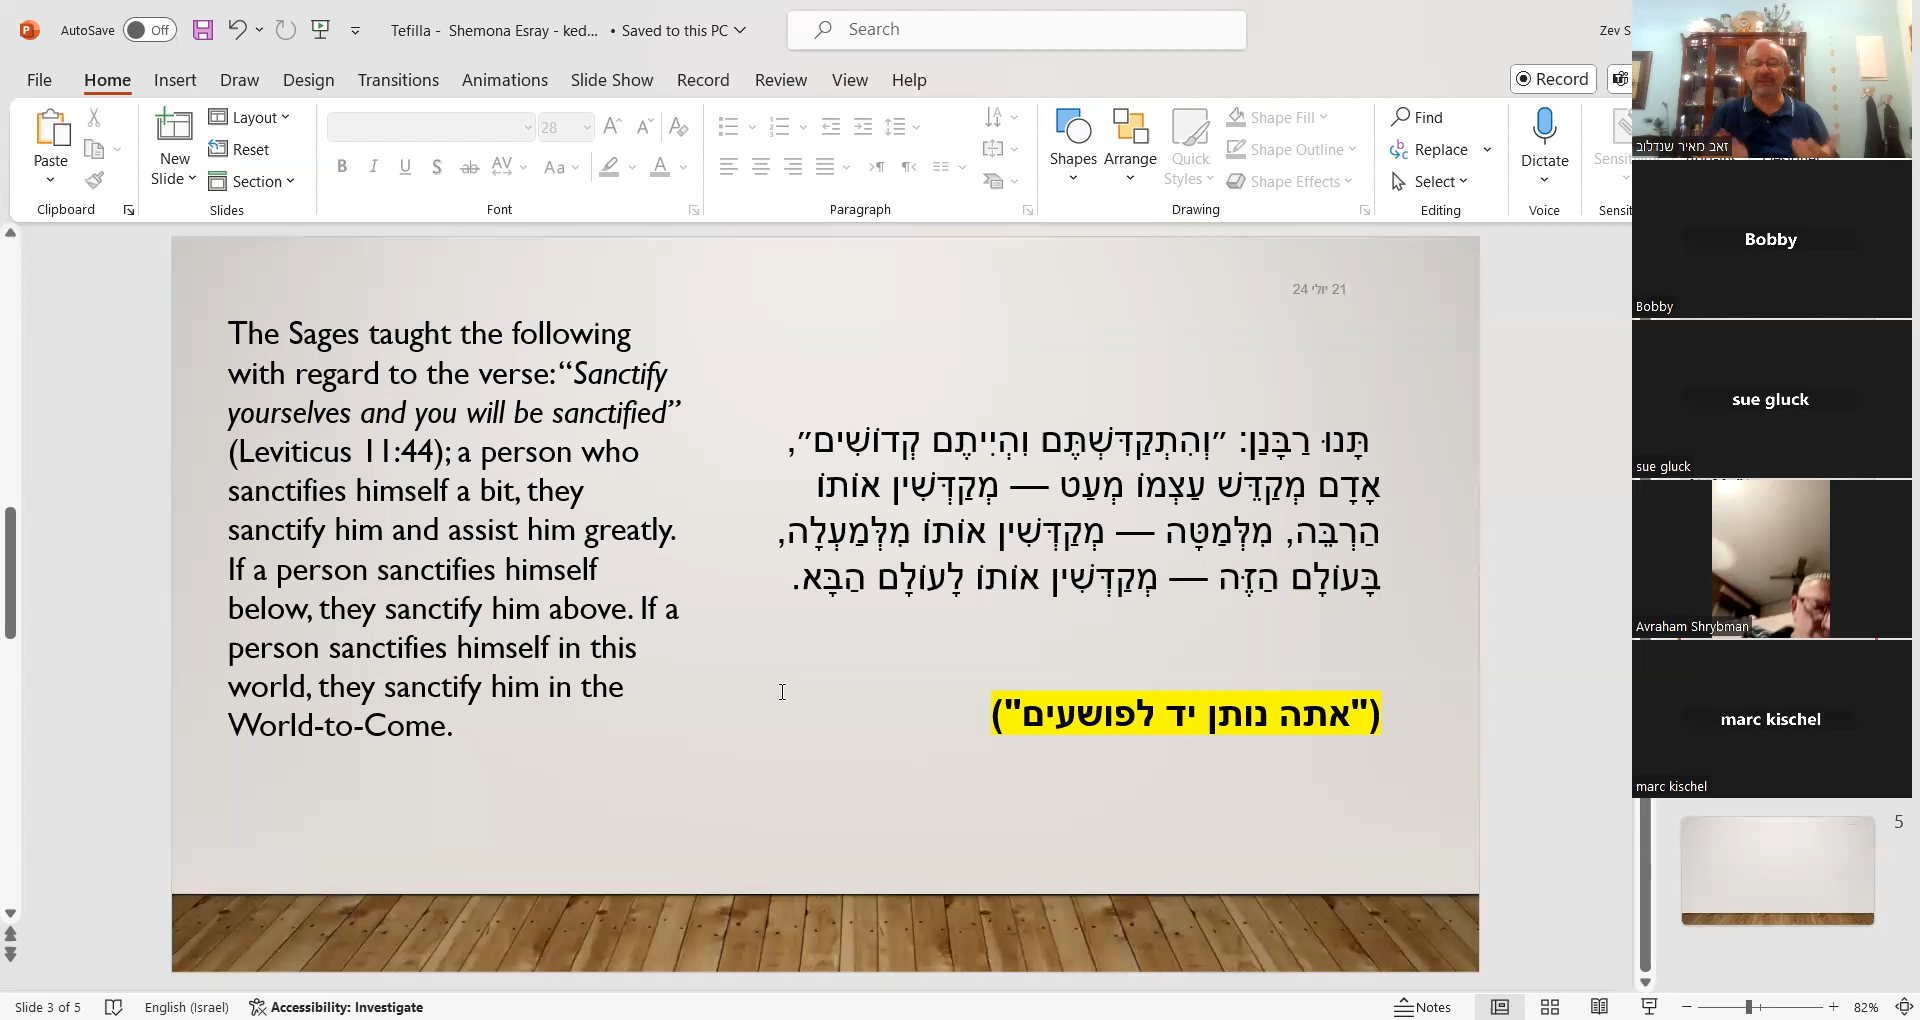 AutoSave Off Tefilla - Shemona Esray - ked... • Saved to this PC Search Zev S
File Home Insert Draw Design Transitions Animations Slide Show Record Review View Help Record
Paste
New Slide
Layout
Reset
Section
28
Shapes
Arrange
Quick Styles
Shape Fill
Shape Outline
Shape Effects
Find
Replace
Select
Dictate
Clipboard Slides Font Paragraph Drawing Editing Voice
21 יולי 24
The Sages taught the following
with regard to the verse: “Sanctify
yourselves and you will be sanctified”
(Leviticus 11:44); a person who
sanctifies himself a bit, they
sanctify him and assist him greatly.
If a person sanctifies himself
below, they sanctify him above. If a
person sanctifies himself in this
world, they sanctify him in the
World-to-Come.
תָּנוּ רַבָּנַן: ״וְהִתְקַדִּשְׁתֶּם וִהְיִיתֶם קְדוֹשִׁים״,
אָדָם מְקַדֵּשׁ עַצְמוֹ מְעַט — מְקַדְּשִׁין אוֹתוֹ
הַרְבֵּה, מִלְּמַטָּה — מְקַדְּשִׁין אוֹתוֹ מִלְּמַעְלָה,
בָּעוֹלָם הַזֶּה — מְקַדְּשִׁין אוֹתוֹ לָעוֹלָם הַבָּא.
("אתה נותן יד לפושעים")
זאב מאיר שנדלוב
Bobby
Bobby
sue gluck
sue gluck
Avraham Shrybman
marc kischel
marc kischel
5
Slide 3 of 5 English (Israel) Accessibility: Investigate Notes 82%